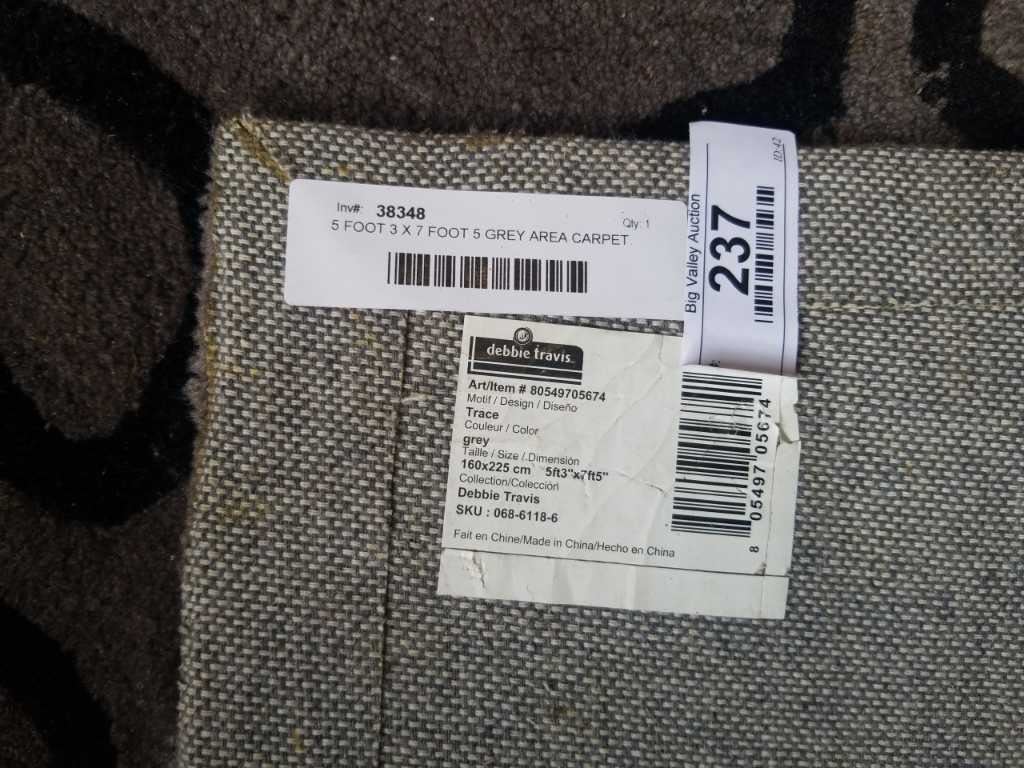 Inv#: 38348
Qty: 1
5 FOOT 3 X 7 FOOT 5 GREY AREA CARPET
Big Valley Auction
237
ID:42
debbie travis
Art/Item # 80549705674
Motif / Design / Diseño
Trace
Couleur / Color
grey
Taille / Size / Dimensión
160x225 cm 5ft3"x7ft5"
Collection/Colección
Debbie Travis
SKU : 068-6118-6
Fait en Chine/Made in China/Hecho en China
8 05497 05674